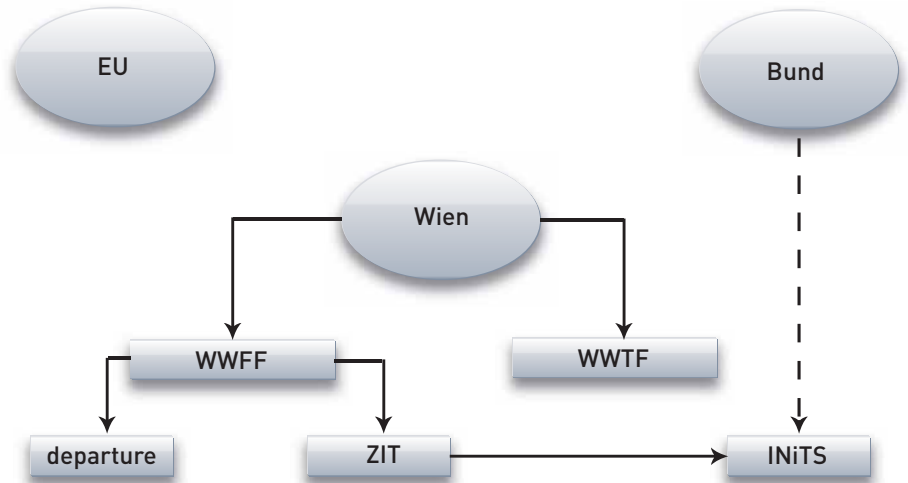 EU
Bund
Wien
WWFF
WWTF
departure
ZIT
INiTS